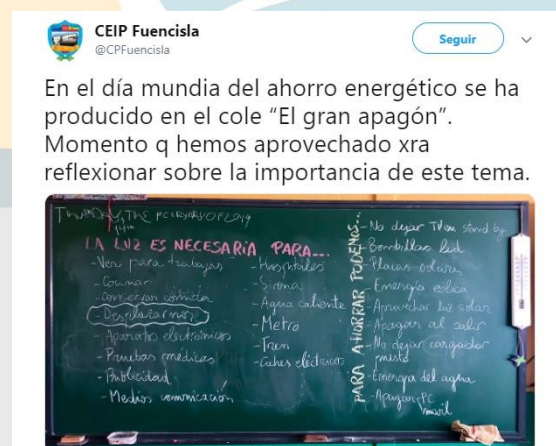 CEIP Fuencisla
@CPFuencisla
Seguir
En el día mundia del ahorro energético se ha
producido en el cole “El gran apagón”.
Momento q hemos aprovechado xra
reflexionar sobre la importancia de este tema.
14th
LA LUZ ES NECESARIA PARA...
- Ver para trabajar
- Cocinar
- Conservar
- Desplazarnos
- Aparatos electrónicos
- Pruebas médicas
- Publicidad
- Medios comunicación
- Hospitales
- Sirena
- Agua caliente
- Metro
- Tren
- Coches eléctricos
PARA AHORRAR PODEMOS...
- No dejar TV en stand by
- Bombillas led
- Placas solares
- Energía eólica
- Aprovechar luz solar
- Apagar al salir
- No dejar cargador
puesto
- Energía del agua
- Apagar PC